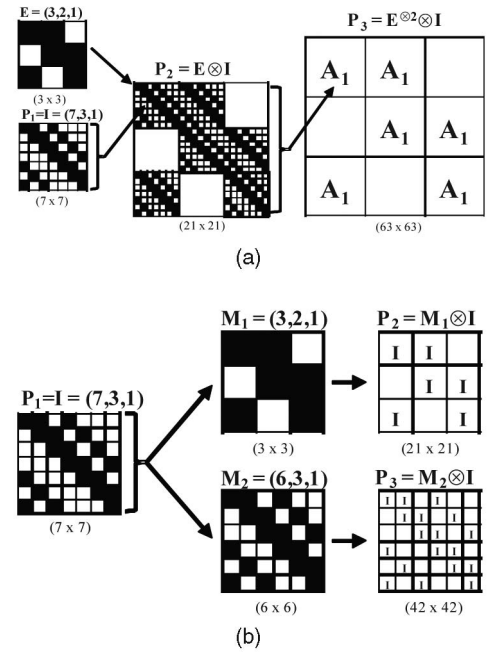 E = (3,2,1)
(3 x 3)
P₁=I = (7,3,1)
(7 x 7)
P₂ = E⊗I
(21 x 21)
P₃ = E⊗²⊗I
A₁ A₁
A₁ A₁
A₁ A₁
(63 x 63)
(a)
P₁=I = (7,3,1)
(7 x 7)
M₁ = (3,2,1)
(3 x 3)
P₂ = M₁⊗I
I I
I I
I I
(21 x 21)
M₂ = (6,3,1)
(6 x 6)
P₃ = M₂⊗I
I I I
I I I
I I I
I I I
I I I
I I I
(42 x 42)
(b)